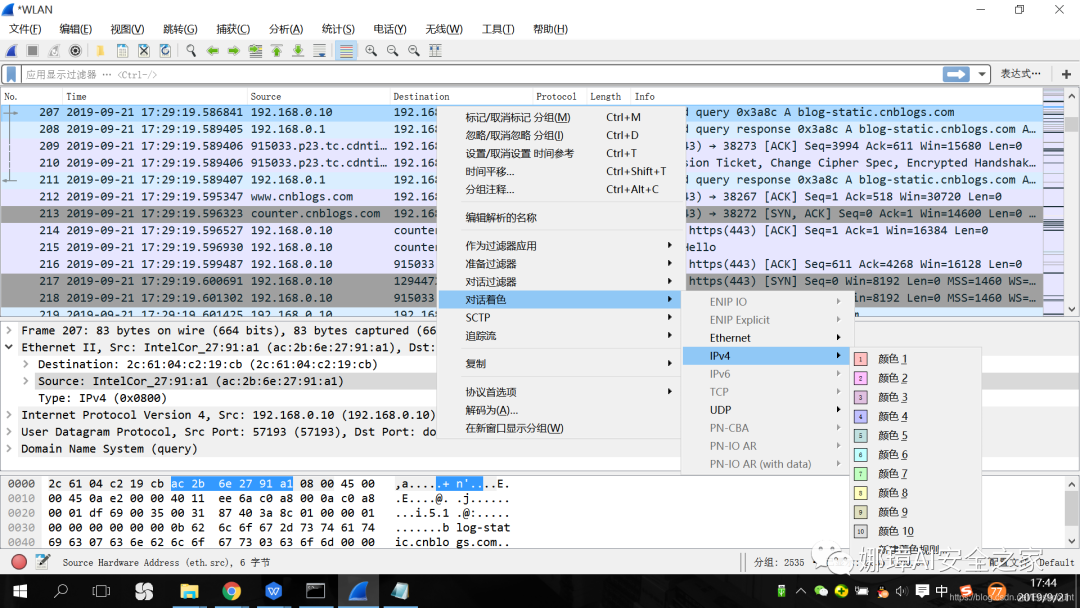 *WLAN
文件(F) 编辑(E) 视图(V) 跳转(G) 捕获(C) 分析(A) 统计(S) 电话(Y) 无线(W) 工具(T) 帮助(H)
应用显示过滤器 … <Ctrl-/> 表达式… +
No. Time Source Destination Protocol Length Info
207 2019-09-21 17:29:19.586841 192.168.0.10 192.16 d query 0x3a8c A blog-static.cnblogs.com
208 2019-09-21 17:29:19.589405 192.168.0.1 192.16 d query response 0x3a8c A blog-static.cnblogs.com A…
209 2019-09-21 17:29:19.589406 915033.p23.tc.cdnti… 192.16 43) → 38273 [ACK] Seq=3994 Ack=611 Win=15680 Len=0
210 2019-09-21 17:29:19.589406 915033.p23.tc.cdnti… 192.16 sion Ticket, Change Cipher Spec, Encrypted Handshak…
211 2019-09-21 17:29:19.589407 192.168.0.1 192.16 d query response 0x3a8c A blog-static.cnblogs.com A…
212 2019-09-21 17:29:19.595347 www.cnblogs.com 192.16 43) → 38267 [ACK] Seq=1 Ack=518 Win=30720 Len=0
213 2019-09-21 17:29:19.596323 counter.cnblogs.com 192.16 43) → 38272 [SYN, ACK] Seq=0 Ack=1 Win=14600 Len=0 …
214 2019-09-21 17:29:19.596527 192.168.0.10 counter https(443) [ACK] Seq=1 Ack=1 Win=16384 Len=0
215 2019-09-21 17:29:19.596930 192.168.0.10 counter Hello
216 2019-09-21 17:29:19.599487 192.168.0.10 915033 https(443) [ACK] Seq=611 Ack=4268 Win=16128 Len=0
217 2019-09-21 17:29:19.600691 192.168.0.10 129447 https(443) [SYN] Seq=0 Win=8192 Len=0 MSS=1460 WS=…
218 2019-09-21 17:29:19.601302 192.168.0.10 915033 in=8192 Len=0 MSS=1460 WS=…
219 2019-09-21 17:29:19.601425 192.168.0.10
标记/取消标记 分组(M) Ctrl+M
忽略/取消忽略 分组(I) Ctrl+D
设置/取消设置 时间参考 Ctrl+T
时间平移... Ctrl+Shift+T
分组注释... Ctrl+Alt+C
编辑解析的名称
作为过滤器应用
准备过滤器
对话过滤器
对话着色
SCTP
追踪流
复制
协议首选项
解码为(A)...
在新窗口显示分组(W)
ENIP IO
ENIP Explicit
Ethernet
IPv4
IPv6
TCP
UDP
PN-CBA
PN-IO AR
PN-IO AR (with data)
1 颜色 1
2 颜色 2
3 颜色 3
4 颜色 4
5 颜色 5
6 颜色 6
7 颜色 7
8 颜色 8
9 颜色 9
10 颜色 10
Frame 207: 83 bytes on wire (664 bits), 83 bytes captured (66
Ethernet II, Src: IntelCor_27:91:a1 (ac:2b:6e:27:91:a1), Dst:
Destination: 2c:61:04:c2:19:cb (2c:61:04:c2:19:cb)
Source: IntelCor_27:91:a1 (ac:2b:6e:27:91:a1)
Type: IPv4 (0x0800)
Internet Protocol Version 4, Src: 192.168.0.10 (192.168.0.10)
User Datagram Protocol, Src Port: 57193 (57193), Dst Port: do
Domain Name System (query)
0000 2c 61 04 c2 19 cb ac 2b 6e 27 91 a1 08 00 45 00 ,a.....+ n'....E.
0010 00 45 0a e2 00 00 40 11 ee 6a c0 a8 00 0a c0 a8 .E....@. .j......
0020 00 01 df 69 00 35 00 31 87 40 3a 8c 01 00 00 01 ...i.5.1 .@:.....
0030 00 00 00 00 00 00 0b 62 6c 6f 67 2d 73 74 61 74 .......b log-stat
0040 69 63 07 63 6e 62 6c 6f 67 73 03 63 6f 6d 00 00 ic.cnblo gs.com..
Source Hardware Address (eth.src), 6 字节 分组: 2535 Default
娜璋AI安全之家
中 77 17:44
2019/9/21